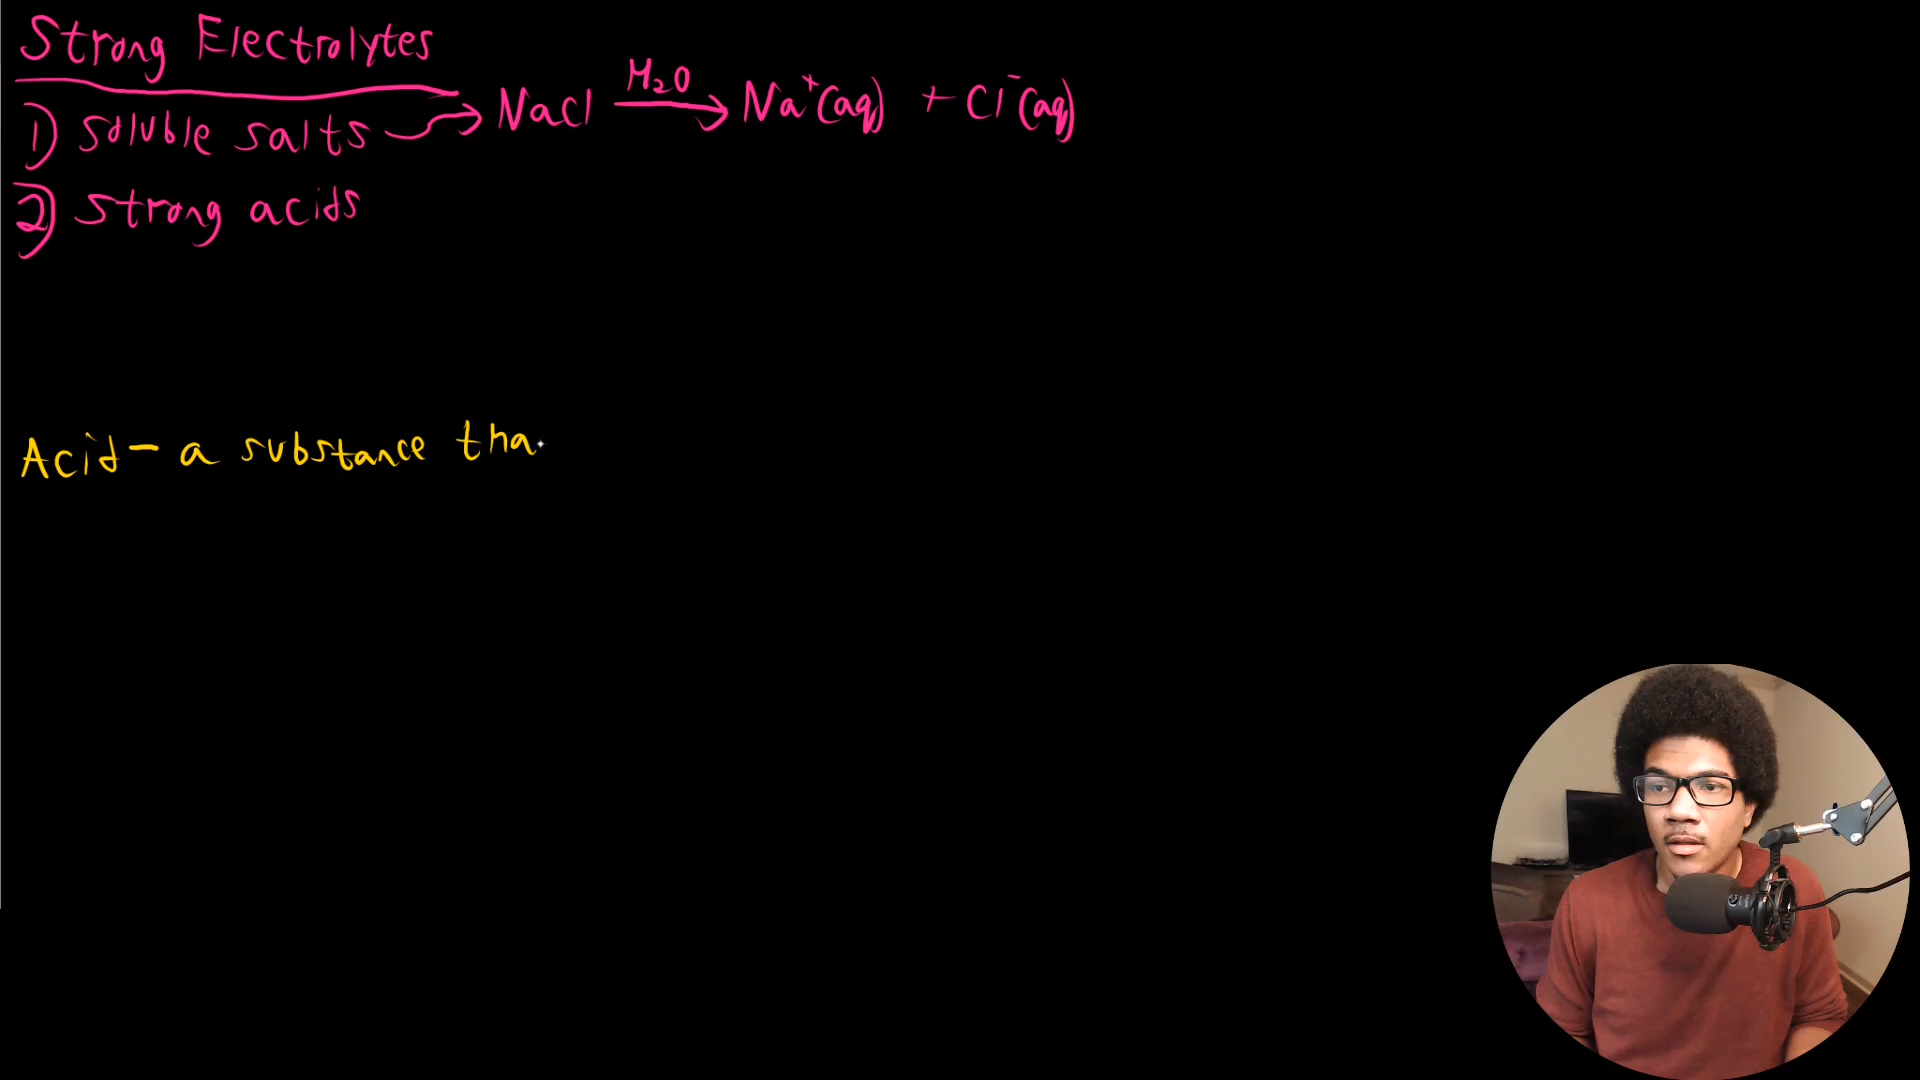 Strong Electrolytes
1) soluble salts → NaCl H₂O→ Na⁺(aq) + Cl⁻(aq)
2) strong acids
Acid - a substance tha